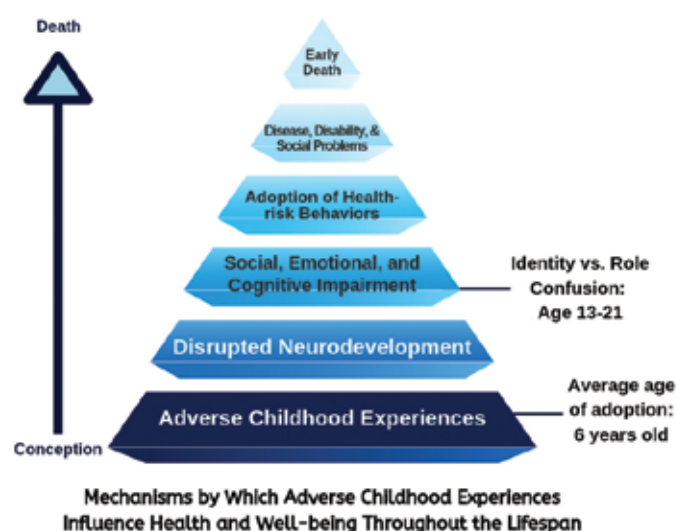 Death
Early
Death
Disease, Disability, &
Social Problems
Adoption of Health-
risk Behaviors
Social, Emotional, and
Cognitive Impairment
Identity vs. Role
Confusion:
Age 13-21
Disrupted Neurodevelopment
Adverse Childhood Experiences
Average age
of adoption:
6 years old
Conception
Mechanisms by Which Adverse Childhood Experiences
Influence Health and Well-being Throughout the Lifespan